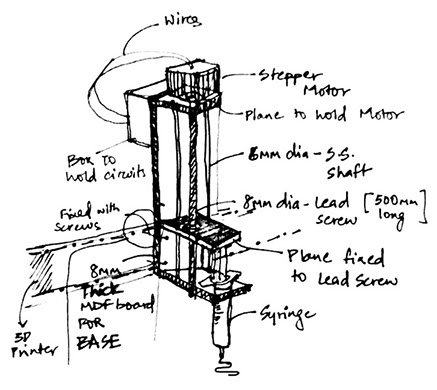 Wires
Stepper
Motor
Plane to hold Motor
Box to
hold circuits
6mm dia - S.S.
shaft
Fixed with
screws
8mm dia - Lead
screw [500mm
long]
Plane fixed
to Lead Screw
8mm
Thick
MDF board
FOR
BASE
Syringe
3D
Printer